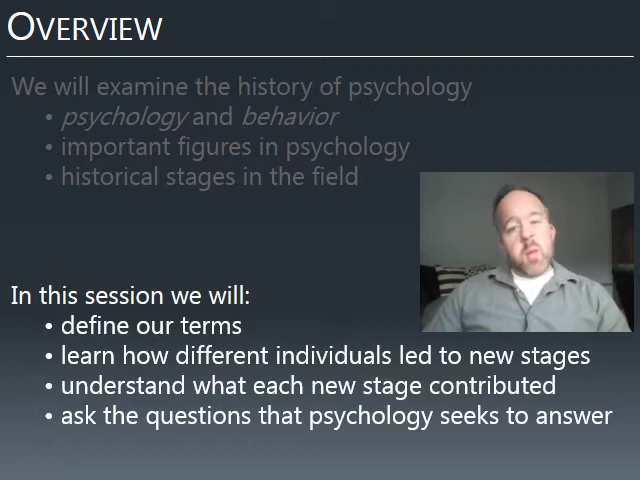 OVERVIEW
We will examine the history of psychology
• psychology and behavior
• important figures in psychology
• historical stages in the field
In this session we will:
• define our terms
• learn how different individuals led to new stages
• understand what each new stage contributed
• ask the questions that psychology seeks to answer